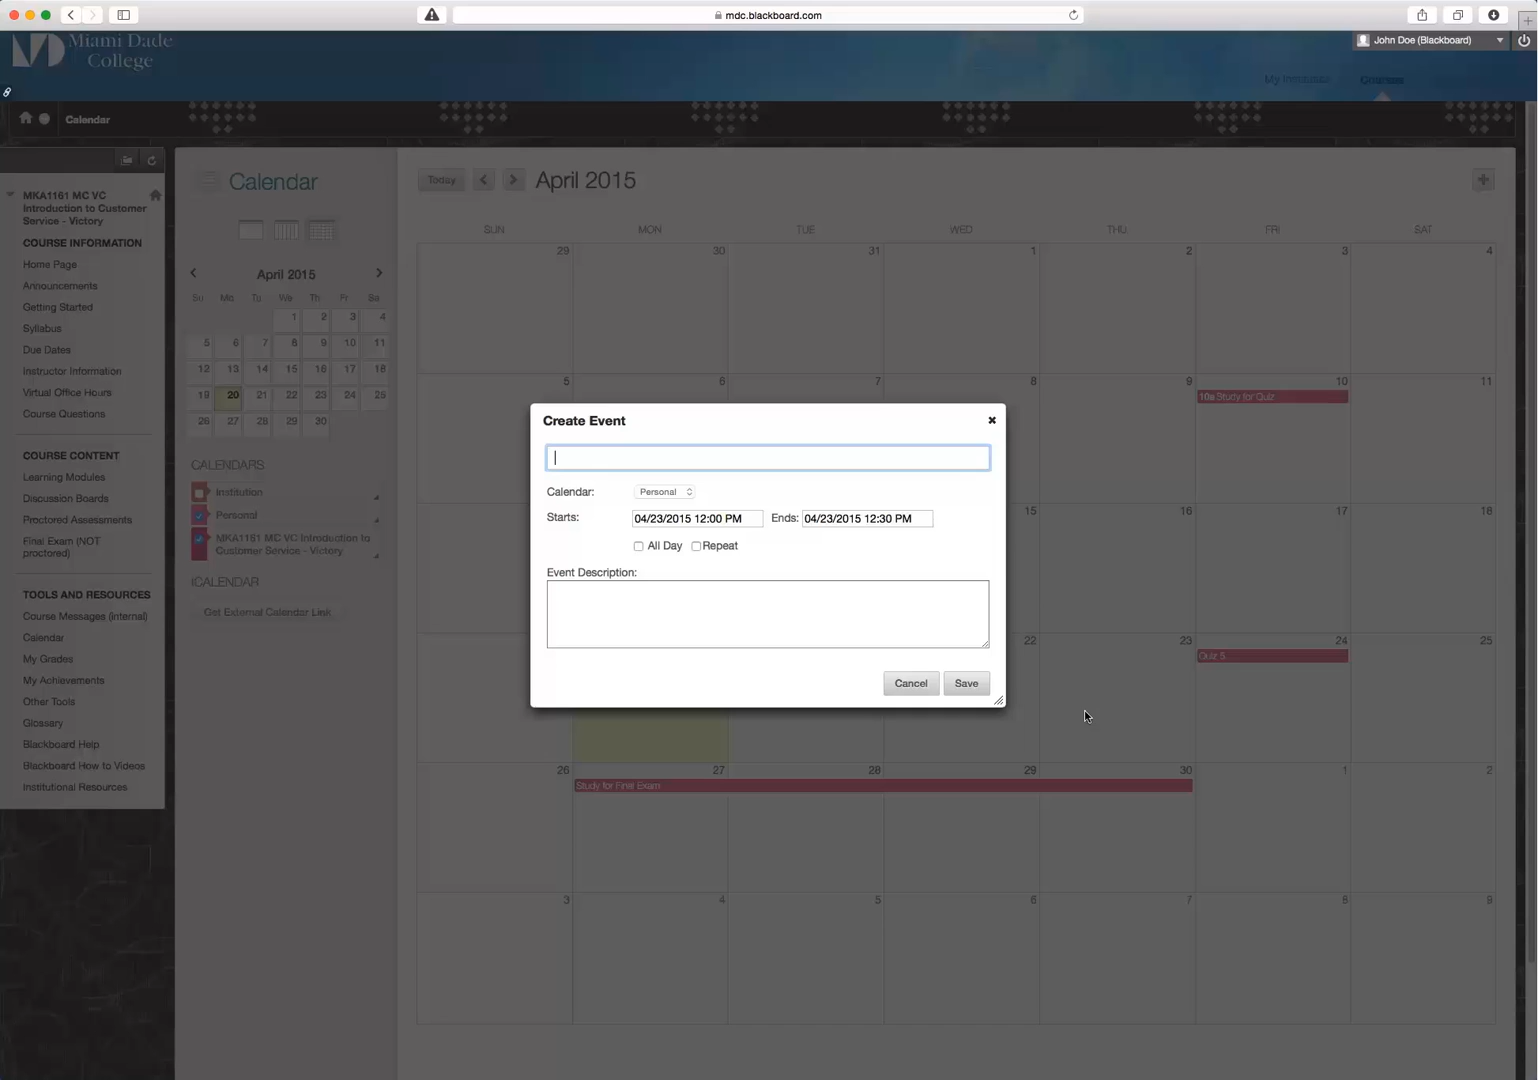 mdc.blackboard.com
Miami Dade
College
John Doe (Blackboard)
My Institution
Courses
Calendar
MKA1161 MC VC
Introduction to Customer
Service - Victory
COURSE INFORMATION
Home Page
Announcements
Getting Started
Syllabus
Due Dates
Instructor Information
Virtual Office Hours
Course Questions
COURSE CONTENT
Learning Modules
Discussion Boards
Proctored Assessments
Final Exam (NOT
proctored)
TOOLS AND RESOURCES
Course Messages (internal)
Calendar
My Grades
My Achievements
Other Tools
Glossary
Blackboard Help
Blackboard How to Videos
Institutional Resources
Calendar
April 2015
Su Mo Tu We Th Fr Sa
1 2 3 4
5 6 7 8 9 10 11
12 13 14 15 16 17 18
19 20 21 22 23 24 25
26 27 28 29 30
CALENDARS
Institution
Personal
MKA1161 MC VC Introduction to
Customer Service - Victory
ICALENDAR
Get External Calendar Link
Today
April 2015
SUN MON TUE WED THU FRI SAT
29 30 31 1 2 3 4
5 6 7 8 9 10 11
10a Study for Quiz
15 16 17 18
22 23 24 25
Quiz 5
26 27 28 29 30 1 2
Study for Final Exam
3 4 5 6 7 8 9
Create Event
Calendar: Personal
Starts: 04/23/2015 12:00 PM Ends: 04/23/2015 12:30 PM
All Day Repeat
Event Description:
Cancel Save